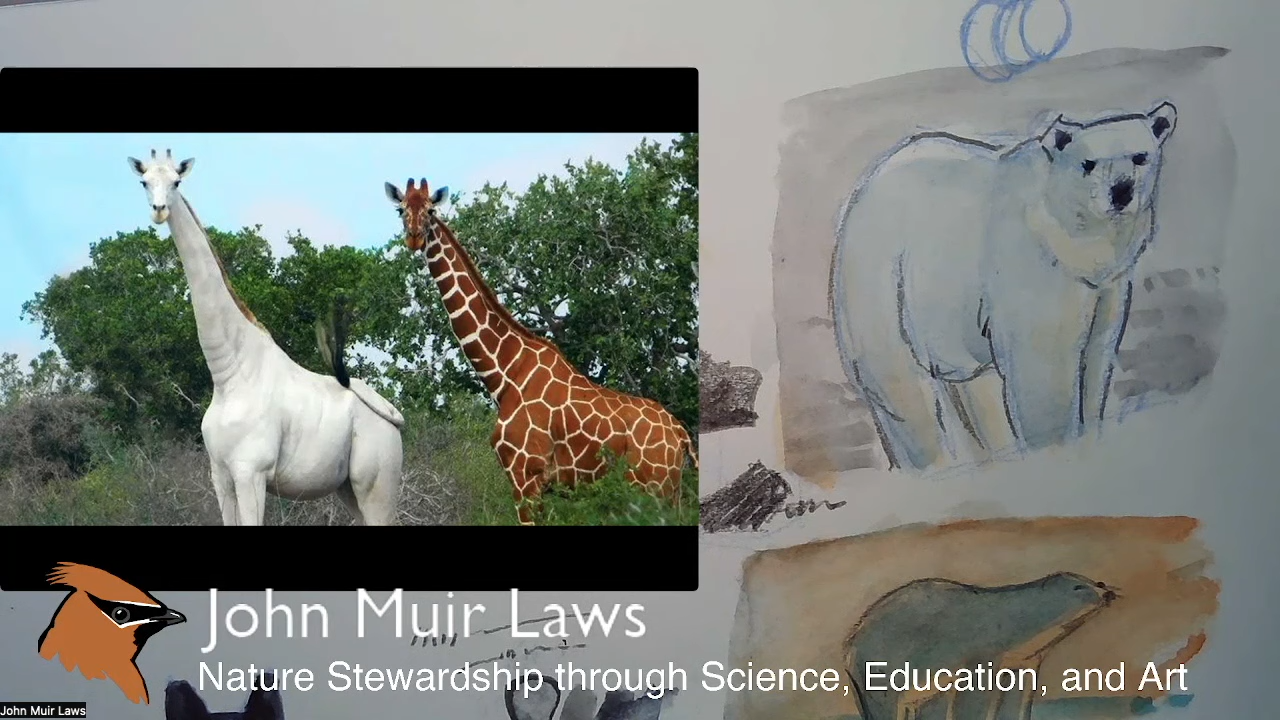 John Muir Laws
Nature Stewardship through Science, Education, and Art
John Muir Laws